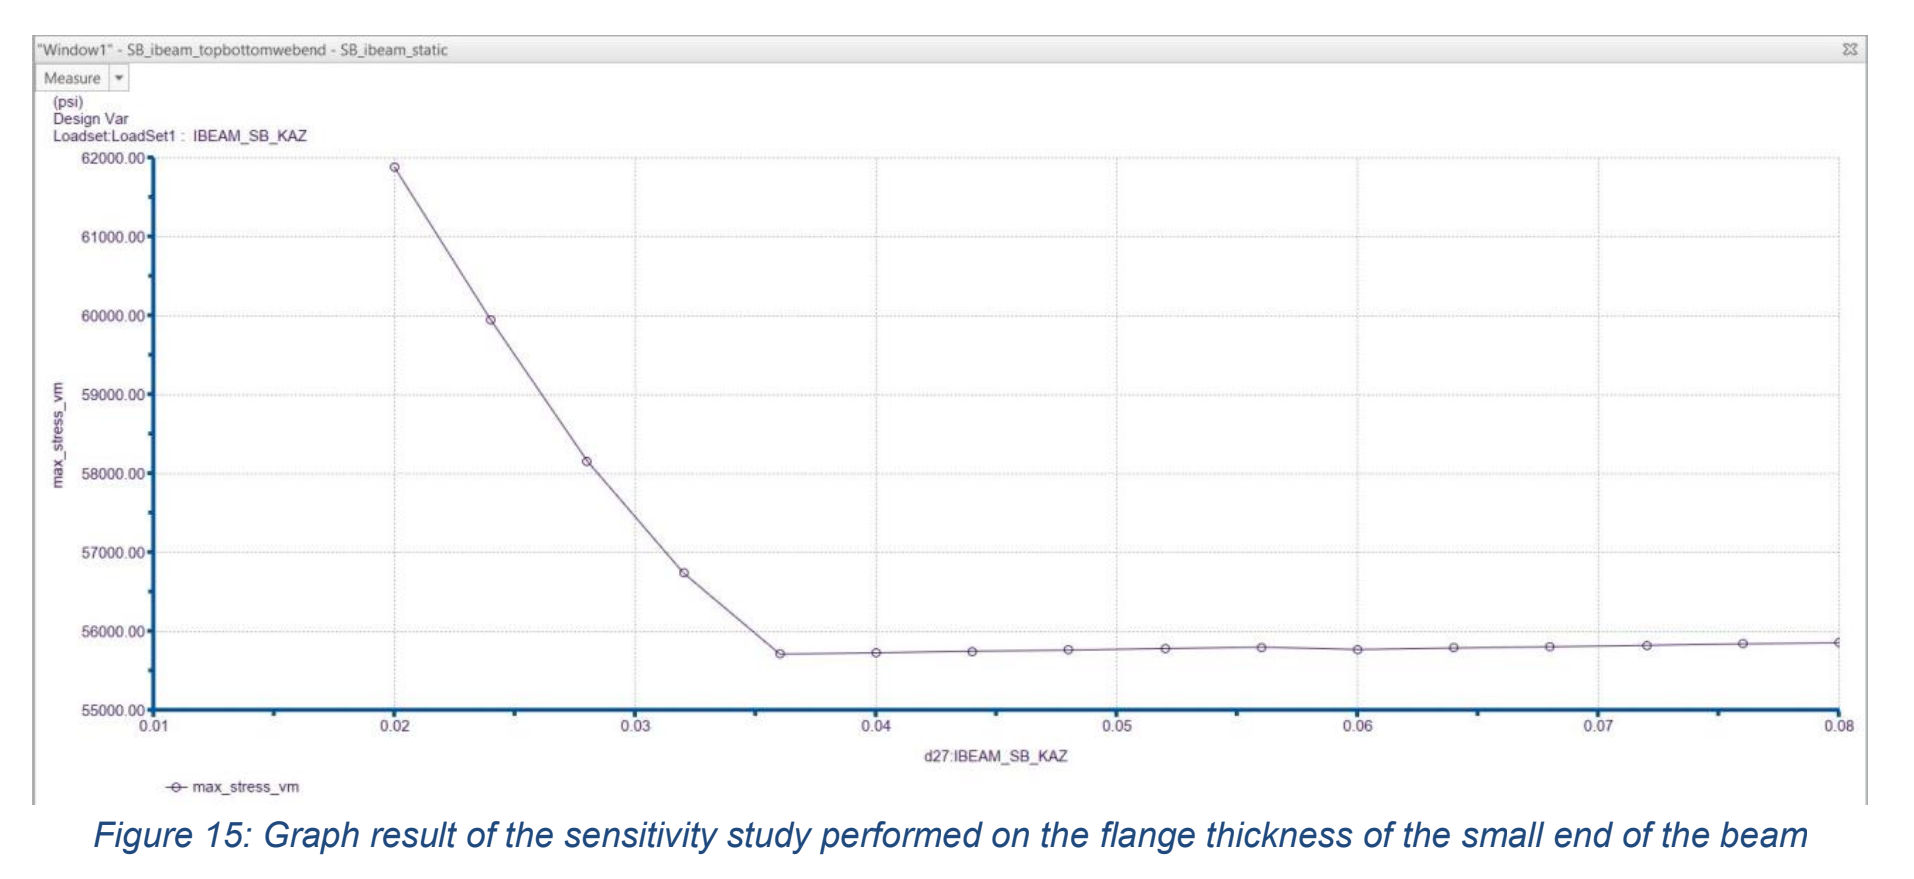 "Window1" - SB_ibeam_topbottomwebend - SB_ibeam_static
Measure
(psi)
Design Var
Loadset:LoadSet1 : IBEAM_SB_KAZ
62000.00
61000.00
60000.00
59000.00
58000.00
57000.00
56000.00
55000.00
max_stress_vm
0.01 0.02 0.03 0.04 0.05 0.06 0.07 0.08
d27:IBEAM_SB_KAZ
max_stress_vm
Figure 15: Graph result of the sensitivity study performed on the flange thickness of the small end of the beam